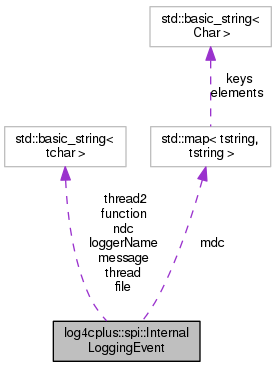 std::basic_string<
Char >
keys
elements
std::basic_string<
tchar >
std::map< tstring,
tstring >
thread2
function
ndc
loggerName
message
thread
file
mdc
log4cplus::spi::Internal
LoggingEvent